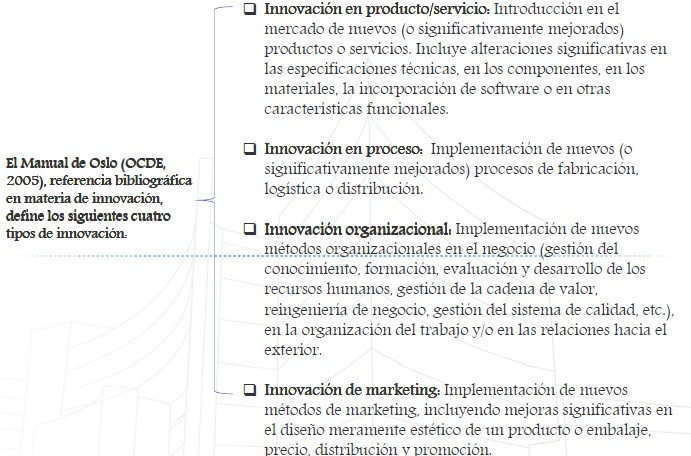 El Manual de Oslo (OCDE,
2005), referencia bibliográfica
en materia de innovación,
define los siguientes cuatro
tipos de innovación:
Innovación en producto/servicio: Introducción en el
mercado de nuevos (o significativamente mejorados)
productos o servicios. Incluye alteraciones significativas en
las especificaciones técnicas, en los componentes, en los
materiales, la incorporación de software o en otras
características funcionales.
Innovación en proceso: Implementación de nuevos (o
significativamente mejorados) procesos de fabricación,
logística o distribución.
Innovación organizacional: Implementación de nuevos
métodos organizacionales en el negocio (gestión del
conocimiento, formación, evaluación y desarrollo de los
recursos humanos, gestión de la cadena de valor,
reingeniería de negocio, gestión del sistema de calidad, etc.),
en la organización del trabajo y/o en las relaciones hacia el
exterior.
Innovación de marketing: Implementación de nuevos
métodos de marketing, incluyendo mejoras significativas en
el diseño meramente estético de un producto o embalaje,
precio, distribución y promoción.